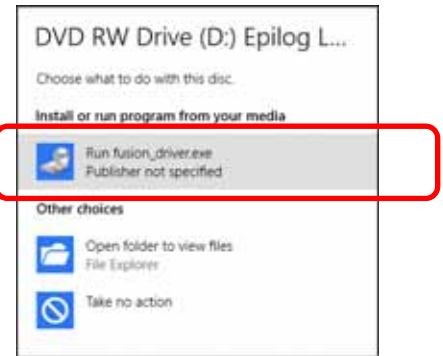 DVD RW Drive (D:) Epilog L...
Choose what to do with this disc.
Install or run program from your media
Run fusion_driver.exe
Publisher not specified
Other choices
Open folder to view files
File Explorer
Take no action